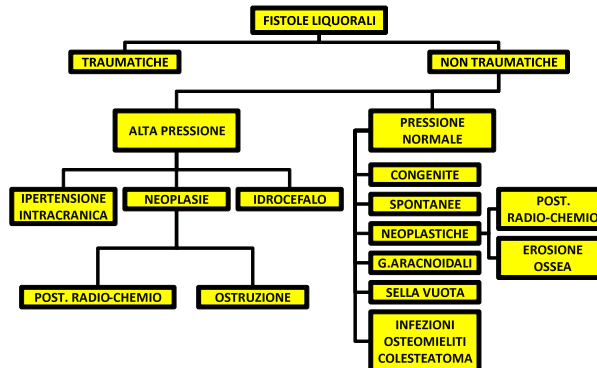 FISTOLE LIQUORALI
TRAUMATICHE
NON TRAUMATICHE
ALTA PRESSIONE
PRESSIONE
NORMALE
IPERTENSIONE
INTRACRANICA
NEOPLASIE
IDROCEFALO
POST. RADIO-CHEMIO
OSTRUZIONE
CONGENITE
SPONTANEE
NEOPLASTICHE
POST.
RADIO-CHEMIO
EROSIONE
OSSEA
G.ARACNOIDALI
SELLA VUOTA
INFEZIONI
OSTEOMIELITI
COLESTEATOMA